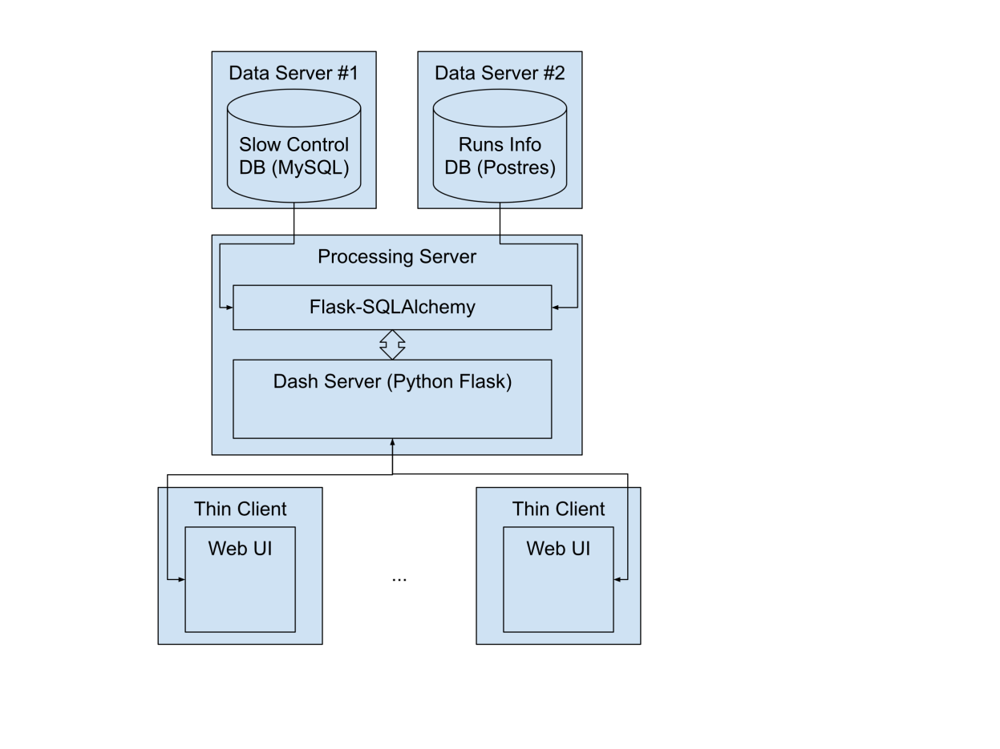 Data Server #1
Data Server #2
Slow Control
DB (MySQL)
Runs Info
DB (Postres)
Processing Server
Flask-SQLAlchemy
Dash Server (Python Flask)
Thin Client
Web UI
...
Thin Client
Web UI